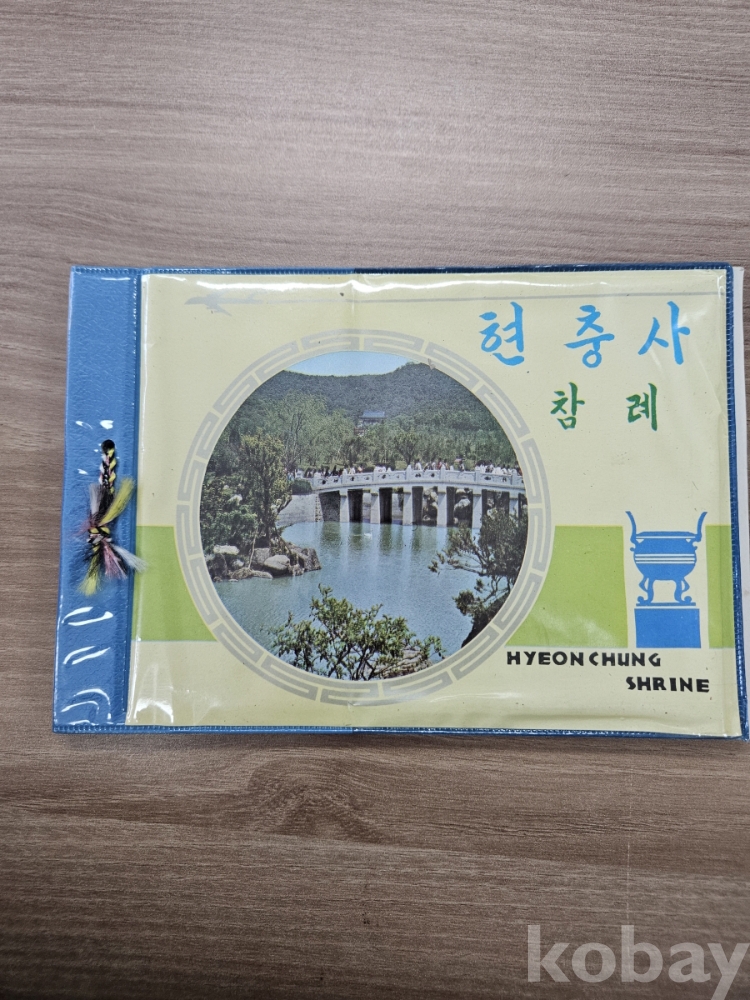 현충사
참례
HYEONCHUNG
SHRINE
kobay